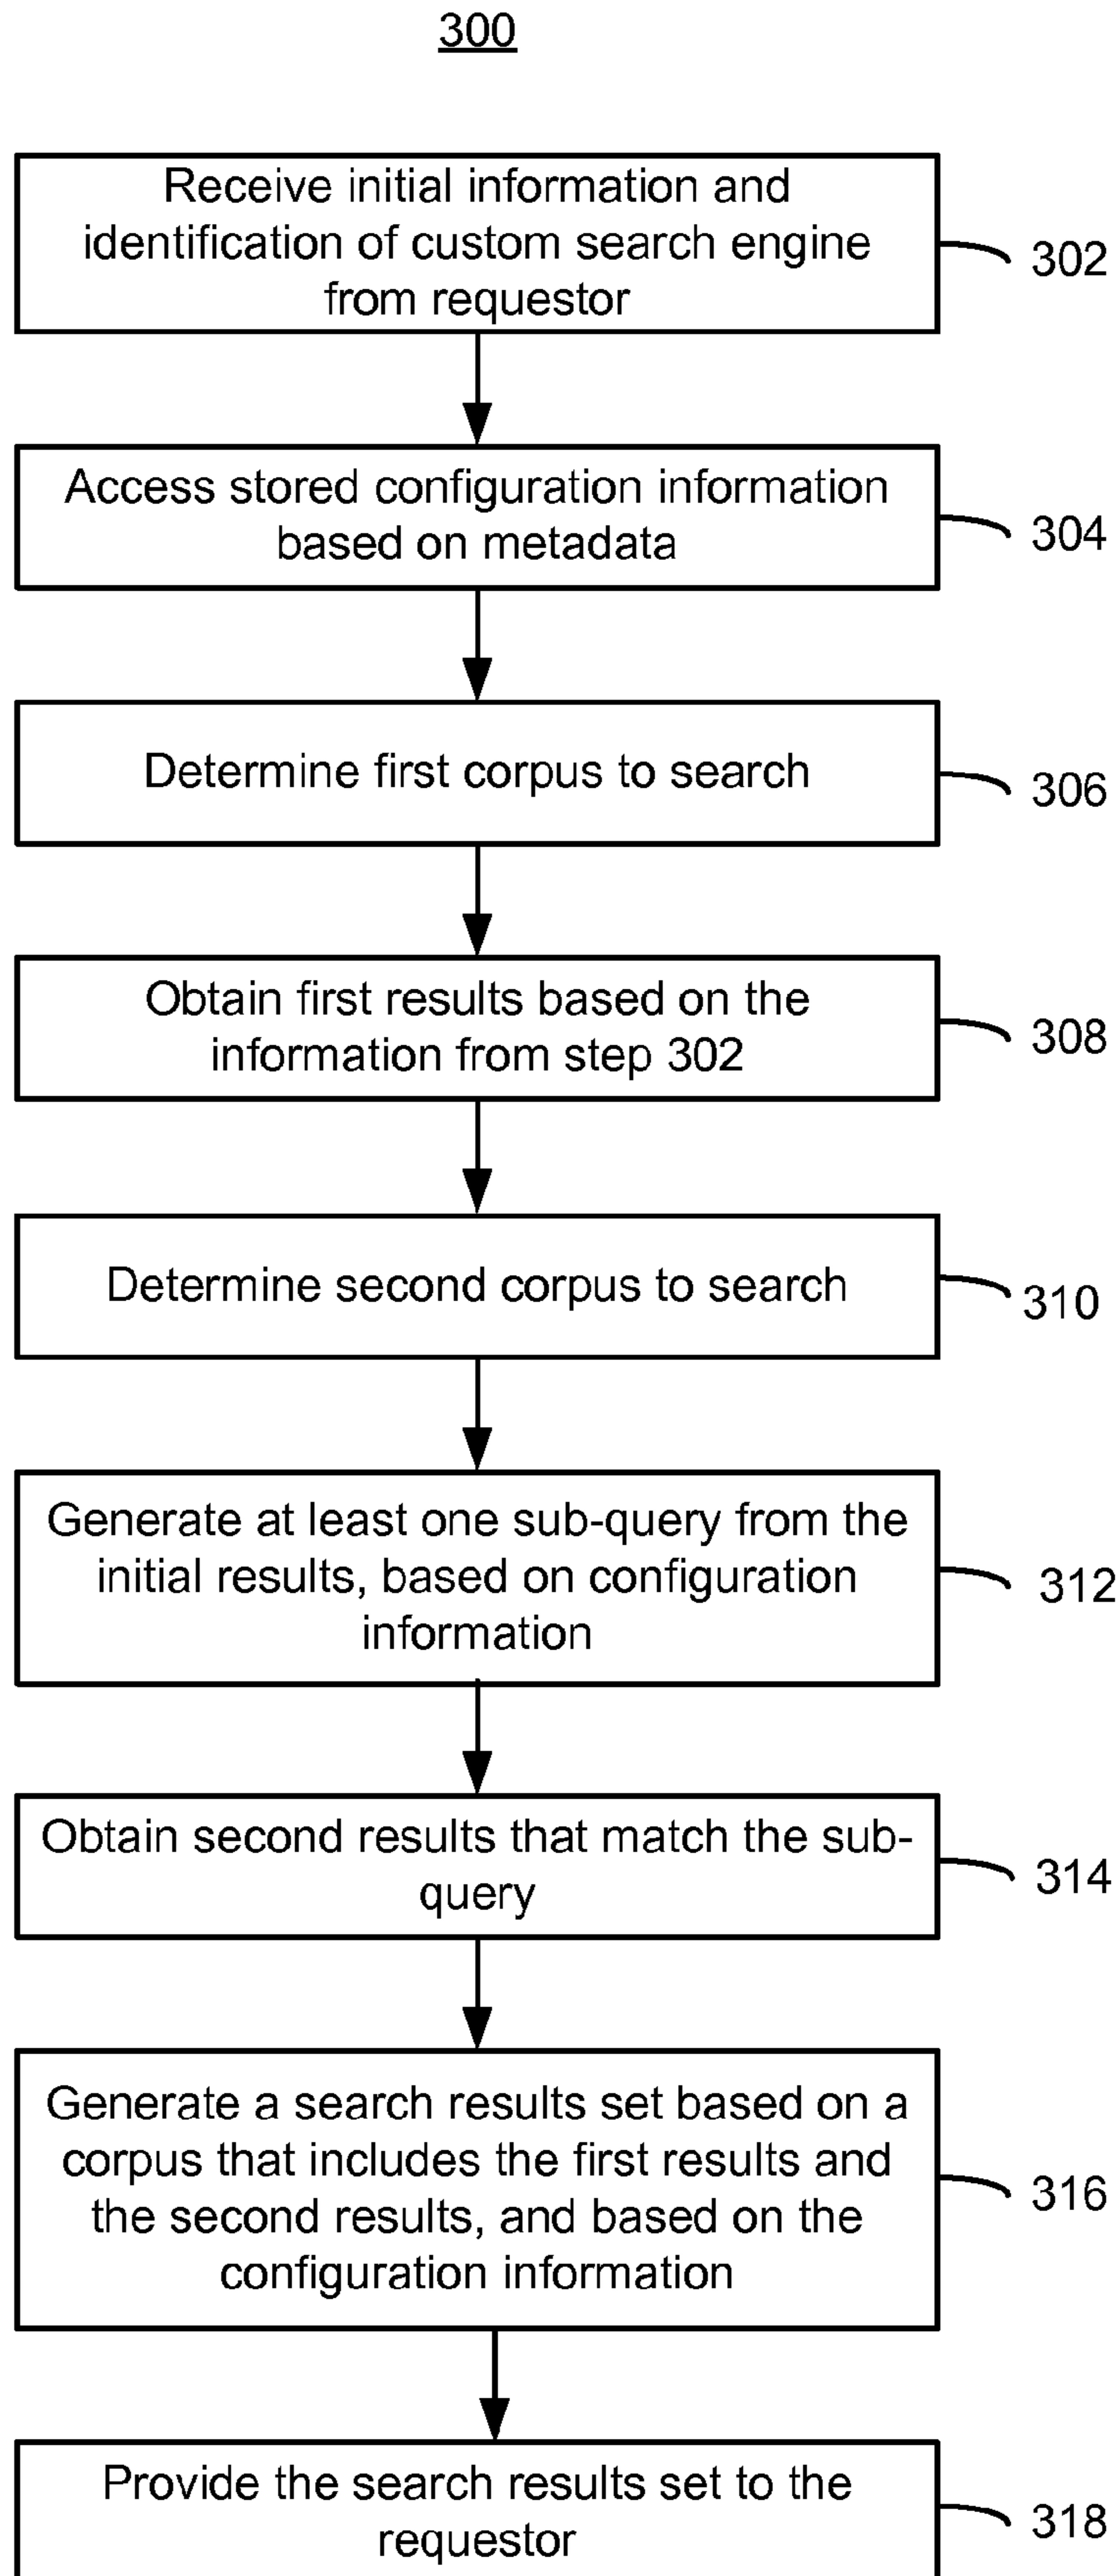 300
Receive initial information and
identification of custom search engine
from requestor
302
Access stored configuration information
based on metadata
304
Determine first corpus to search
306
Obtain first results based on the
information from step 302
308
Determine second corpus to search
310
Generate at least one sub-query from the
initial results, based on configuration
information
312
Obtain second results that match the sub-
query
314
Generate a search results set based on a
corpus that includes the first results and
the second results, and based on the
configuration information
316
Provide the search results set to the
requestor
318